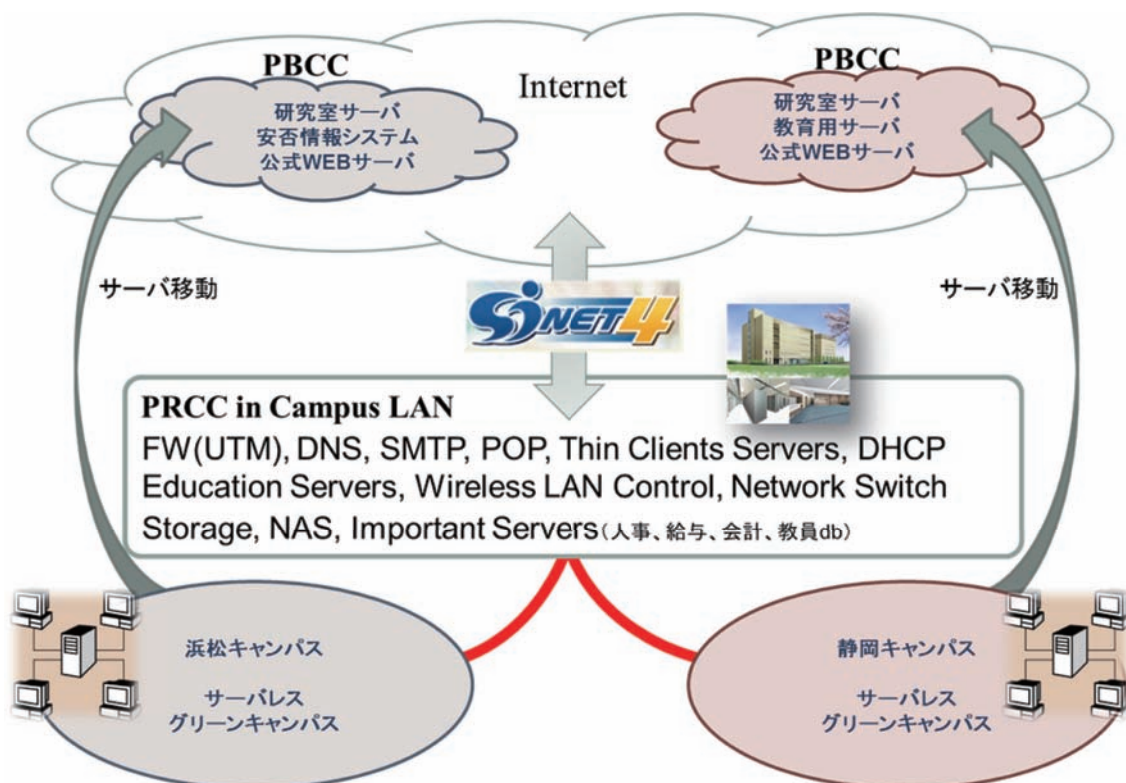 PBCC
研究室サーバ
安否情報システム
公式WEBサーバ
Internet
PBCC
研究室サーバ
教育用サーバ
公式WEBサーバ
サーバ移動
サーバ移動
SINET4
PRCC in Campus LAN
FW(UTM), DNS, SMTP, POP, Thin Clients Servers, DHCP
Education Servers, Wireless LAN Control, Network Switch
Storage, NAS, Important Servers(人事、給与、会計、教員db)
浜松キャンパス
サーバレス
グリーンキャンパス
静岡キャンパス
サーバレス
グリーンキャンパス